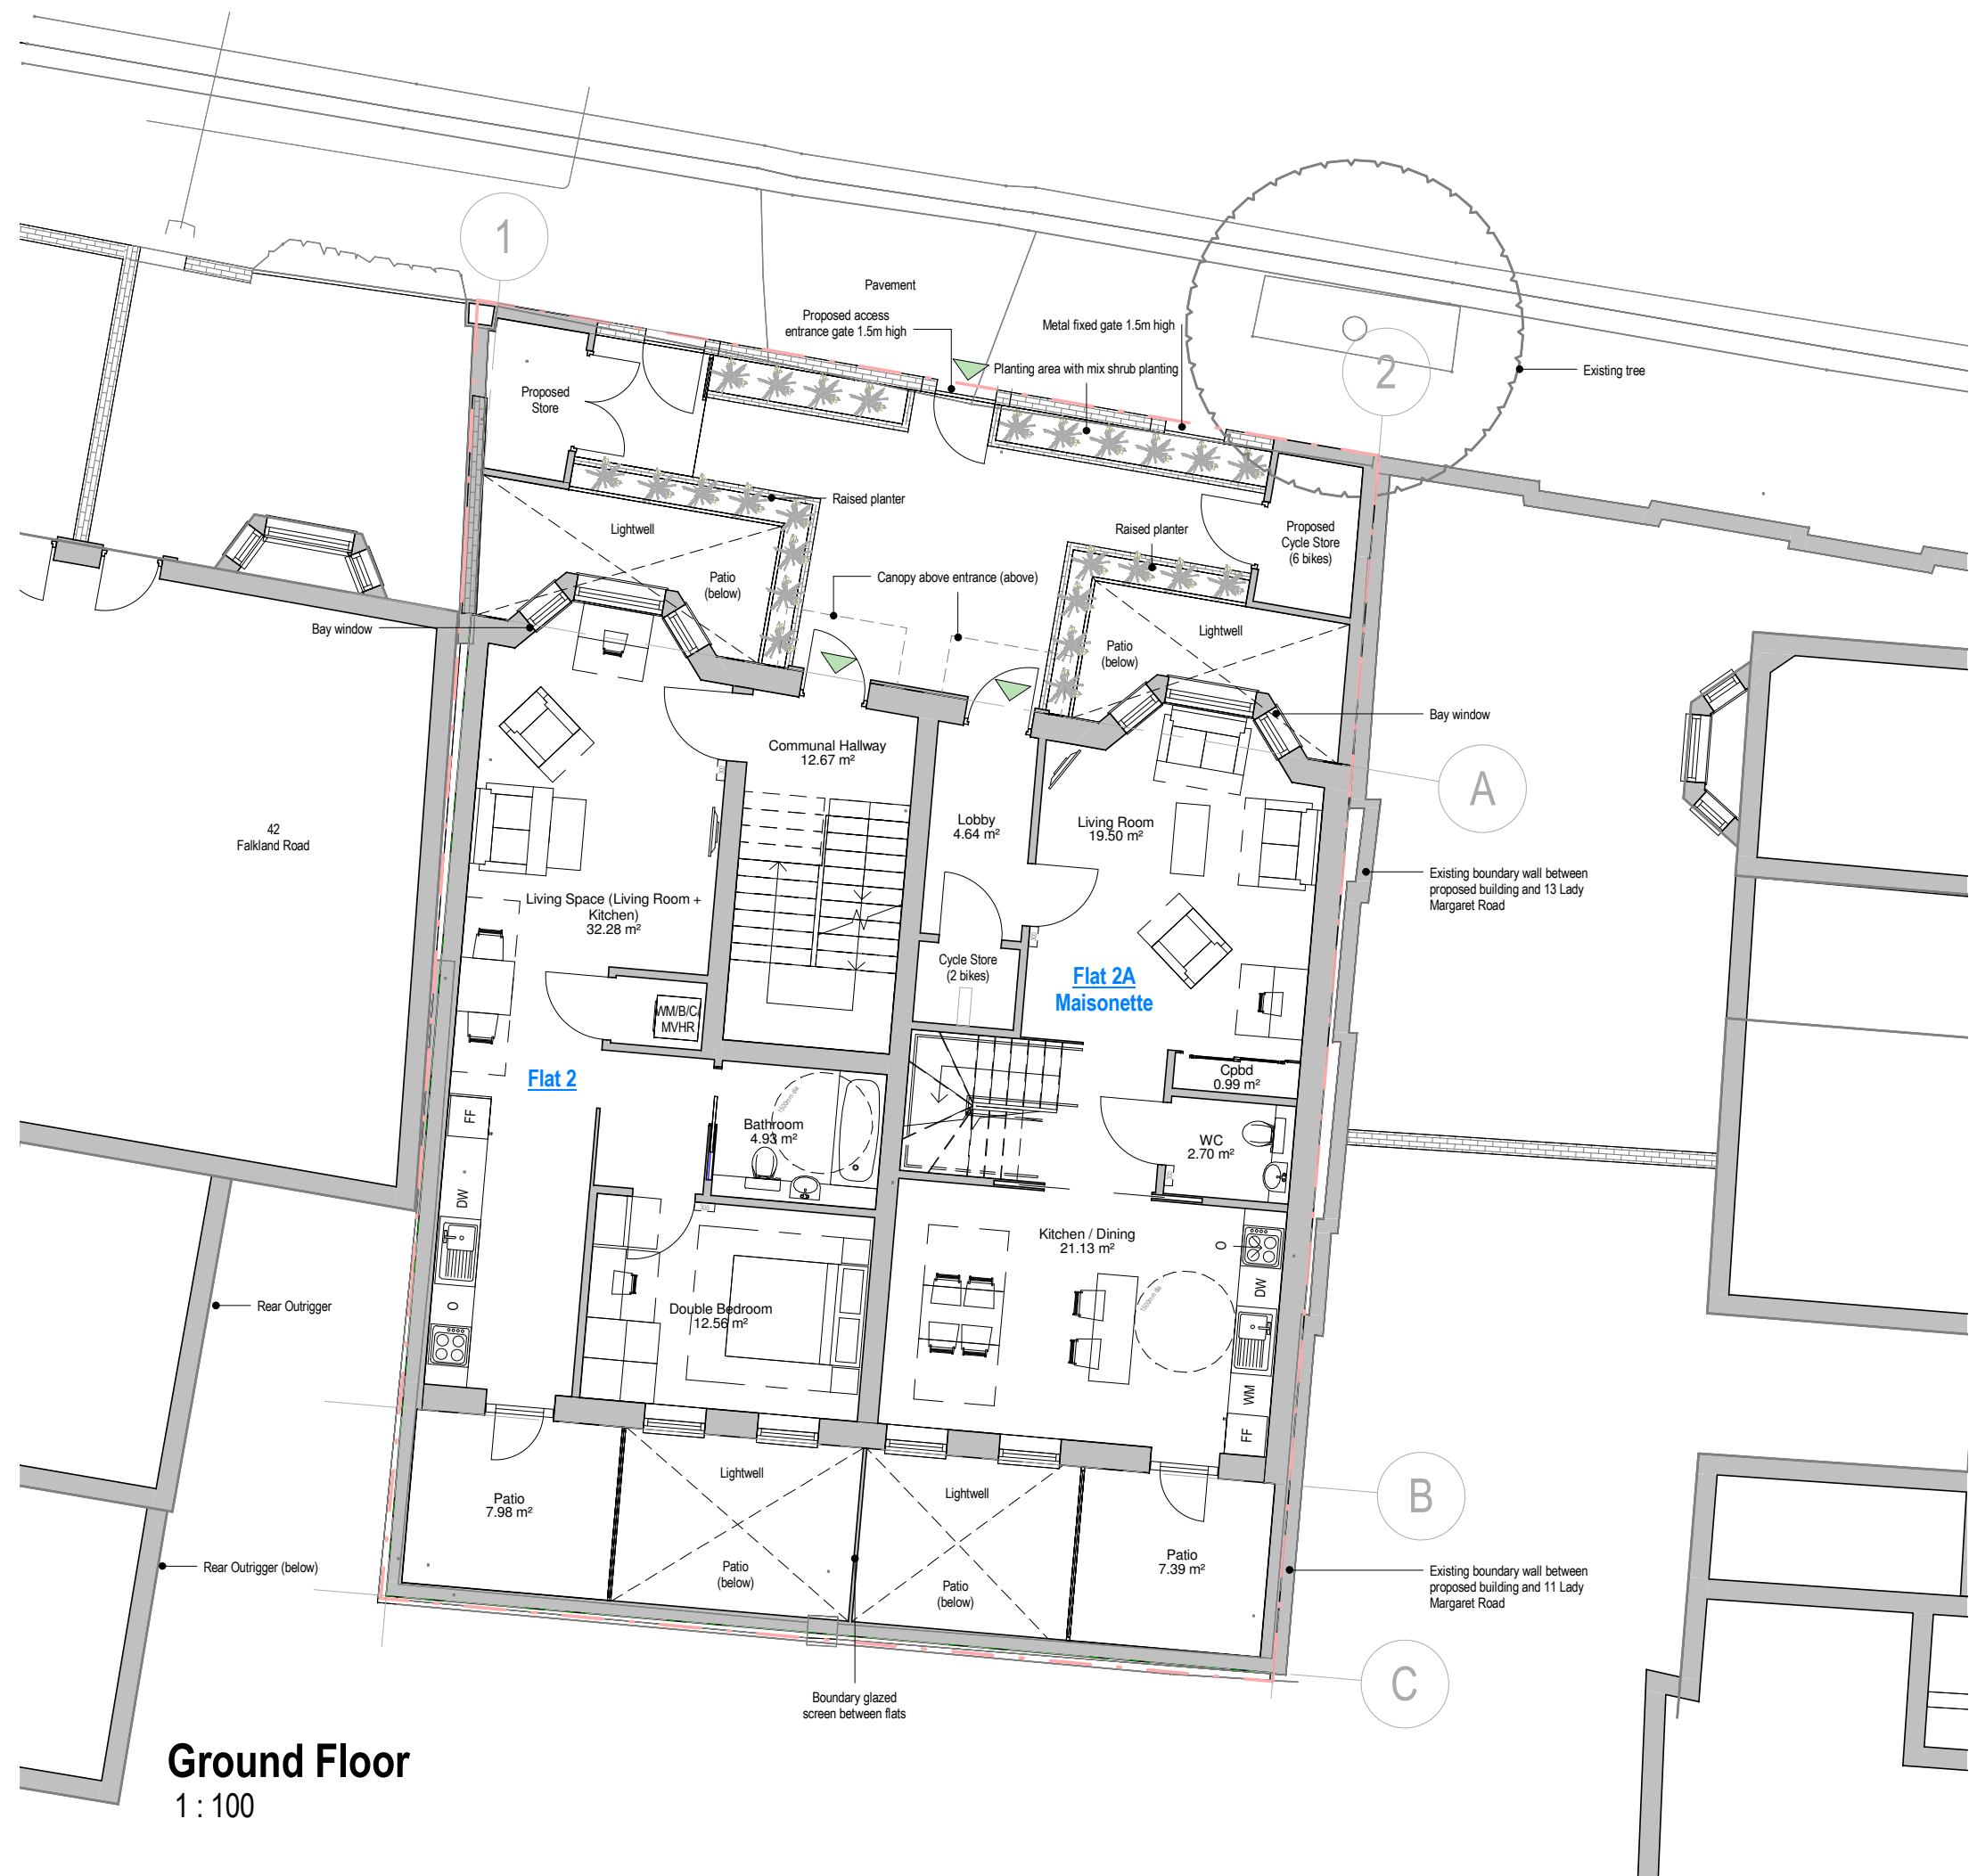 1
2
Pavement
Proposed access
entrance gate 1.5m high
Metal fixed gate 1.5m high
Planting area with mix shrub planting
Existing tree
Proposed
Store
Raised planter
Lightwell
Patio
(below)
Raised planter
Proposed
Cycle Store
(6 bikes)
Canopy above entrance (above)
Bay window
Lightwell
Patio
(below)
Bay window
Communal Hallway
12.67 m²
A
42
Falkland Road
Lobby
4.64 m²
Living Room
19.50 m²
Existing boundary wall between
proposed building and 13 Lady
Margaret Road
Living Space (Living Room +
Kitchen)
32.28 m²
Cycle Store
(2 bikes)
Flat 2A
Maisonette
WM/B/C/
MVHR
Flat 2
Cpbd
0.99 m²
FF
1500mm dia
Bathroom
4.93 m²
WC
2.70 m²
DW
300
Kitchen / Dining
21.13 m²
O
DW
1500mm dia
Rear Outrigger
O
Double Bedroom
12.56 m²
WM
FF
Lightwell
Lightwell
B
Patio
7.98 m²
Patio
7.39 m²
Rear Outrigger (below)
Patio
(below)
Patio
(below)
Existing boundary wall between
proposed building and 11 Lady
Margaret Road
C
Boundary glazed
screen between flats
Ground Floor
1 : 100